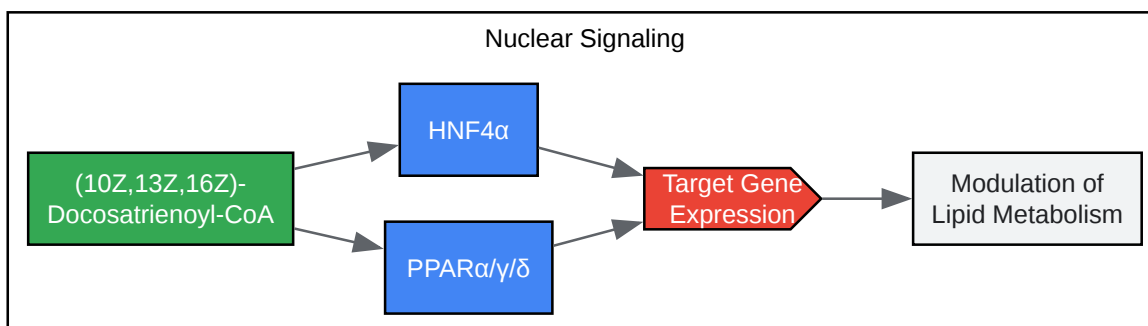 Nuclear Signaling
HNF4α
(10Z,13Z,16Z)-
Docosatrienoyl-CoA
PPARα/γ/δ
Target Gene
Expression
Modulation of
Lipid Metabolism